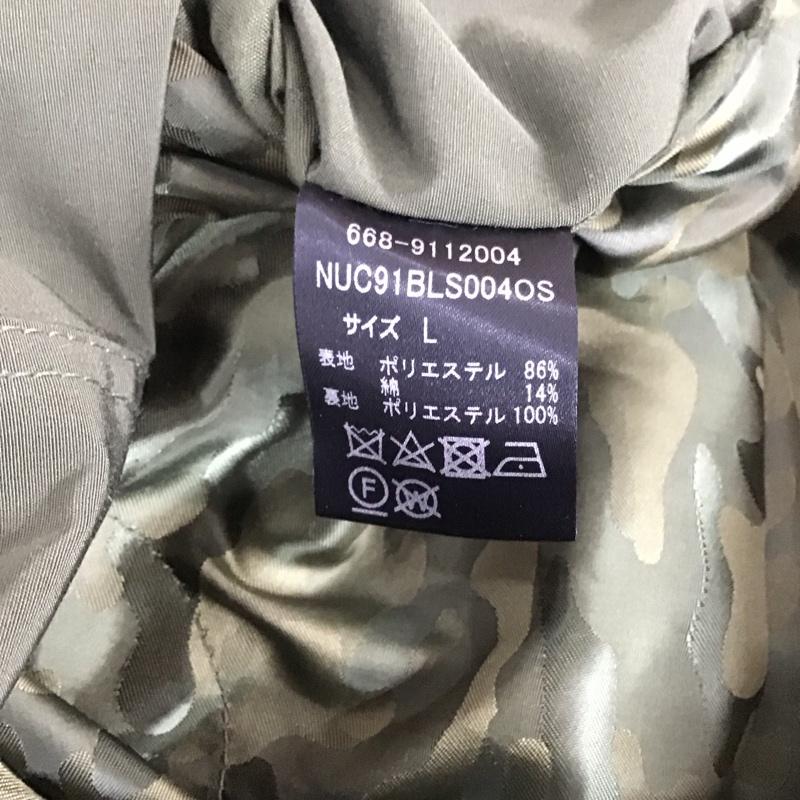 668-9112004
NUC91BLS004OS
サイズ L
表地 ポリエステル 86%
綿 14%
裏地 ポリエステル 100%
F
W